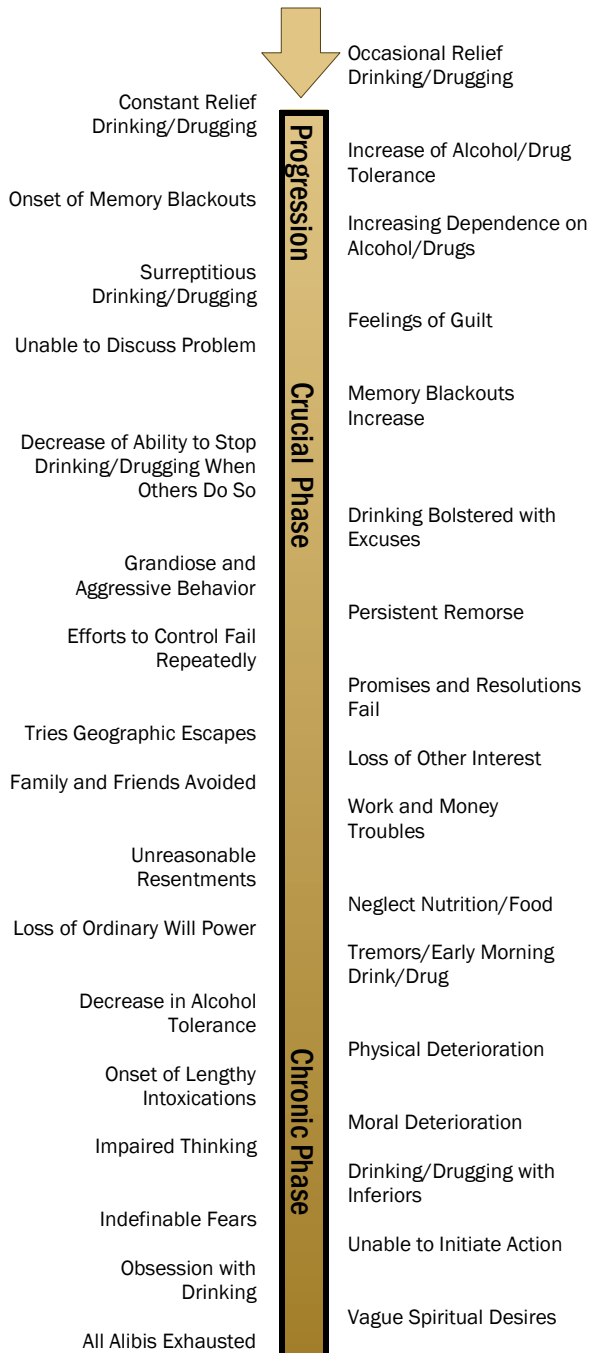 Occasional Relief
Drinking/Drugging
Constant Relief
Drinking/Drugging
Progression
Increase of Alcohol/Drug
Tolerance
Onset of Memory Blackouts
Increasing Dependence on
Alcohol/Drugs
Surreptitious
Drinking/Drugging
Feelings of Guilt
Unable to Discuss Problem
Crucial Phase
Memory Blackouts
Increase
Decrease of Ability to Stop
Drinking/Drugging When
Others Do So
Drinking Bolstered with
Excuses
Grandiose and
Aggressive Behavior
Persistent Remorse
Efforts to Control Fail
Repeatedly
Promises and Resolutions
Fail
Tries Geographic Escapes
Loss of Other Interest
Family and Friends Avoided
Work and Money
Troubles
Unreasonable
Resentments
Neglect Nutrition/Food
Loss of Ordinary Will Power
Tremors/Early Morning
Drink/Drug
Decrease in Alcohol
Tolerance
Chronic Phase
Physical Deterioration
Onset of Lengthy
Intoxications
Moral Deterioration
Impaired Thinking
Drinking/Drugging with
Inferiors
Indefinable Fears
Unable to Initiate Action
Obsession with
Drinking
Vague Spiritual Desires
All Alibis Exhausted